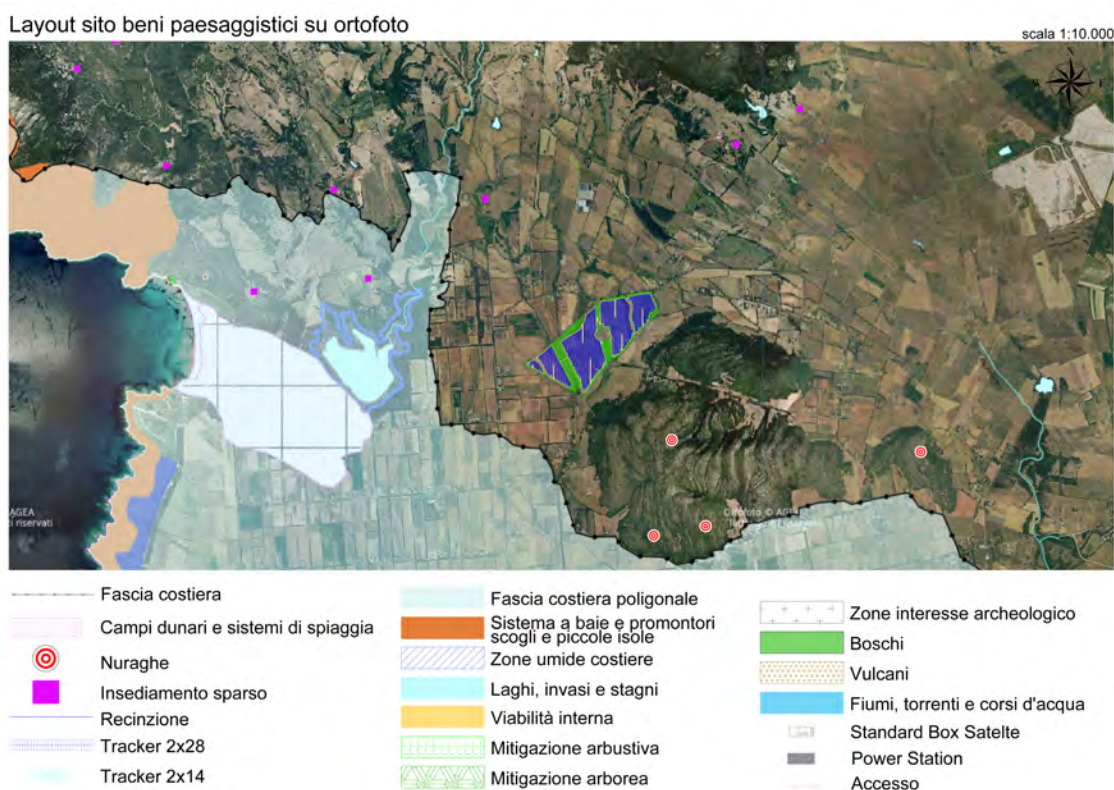 Layout sito beni paesaggistici su ortofoto
scala 1:10.000
AGEA
ti riservati
Fascia costiera
Campi dunari e sistemi di spiaggia
Nuraghe
Insediamento sparso
Recinzione
Tracker 2x28
Tracker 2x14
Fascia costiera poligonale
Sistema a baie e promontori
scogli e piccole isole
Zone umide costiere
Laghi, invasi e stagni
Viabilità interna
Mitigazione arbustiva
Mitigazione arborea
Zone interesse archeologico
Boschi
Vulcani
Fiumi, torrenti e corsi d'acqua
Standard Box Satelte
Power Station
Accesso